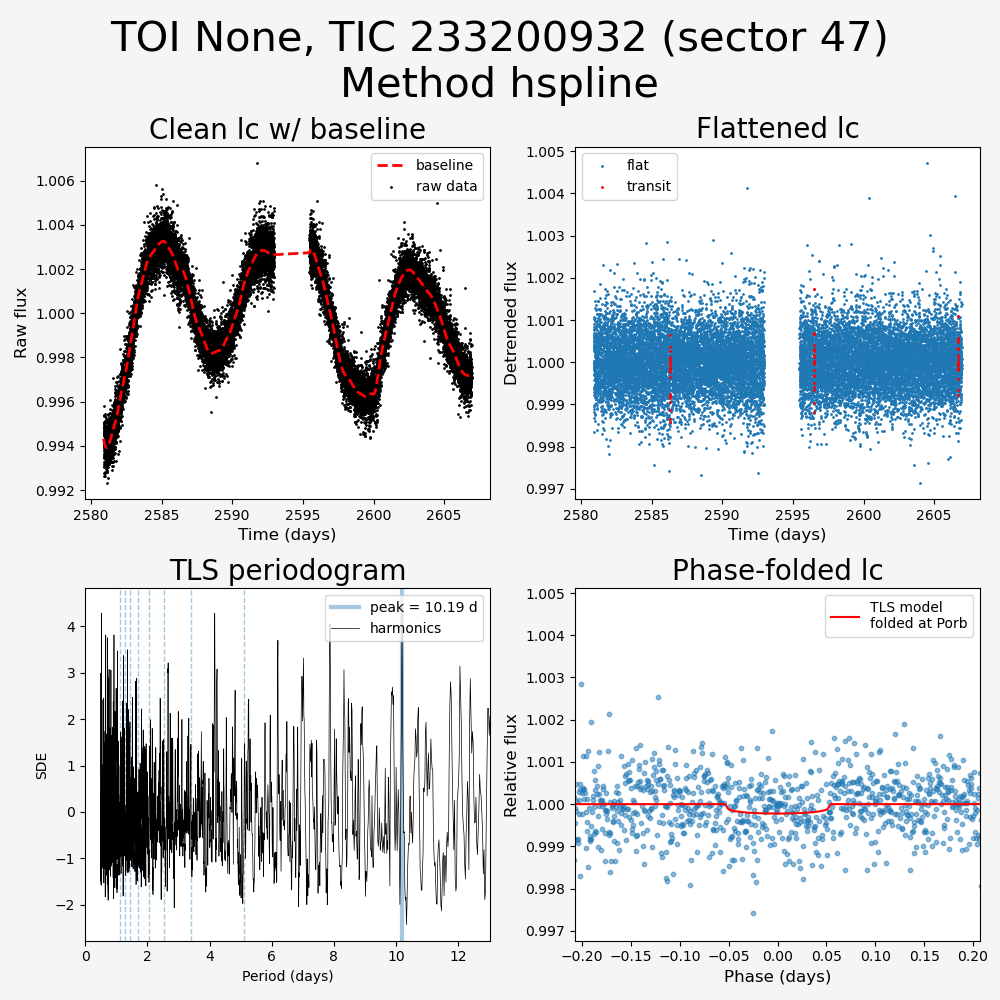 TOI None, TIC 233200932 (sector 47)
Method hspline
Clean lc w/ baseline
Raw flux
1.006
1.004
1.002
1.000
0.998
0.996
0.994
0.992
baseline
raw data
2580 2585 2590 2595 2600 2605
Time (days)
Flattened lc
Detrended flux
1.005
1.004
1.003
1.002
1.001
1.000
0.999
0.998
0.997
flat
transit
2580 2585 2590 2595 2600 2605
Time (days)
TLS periodogram
SDE
4
3
2
1
0
−1
−2
peak = 10.19 d
harmonics
0 2 4 6 8 10 12
Period (days)
Phase-folded lc
Relative flux
1.005
1.004
1.003
1.002
1.001
1.000
0.999
0.998
0.997
TLS model
folded at Porb
−0.20 −0.15 −0.10 −0.05 0.00 0.05 0.10 0.15 0.20
Phase (days)